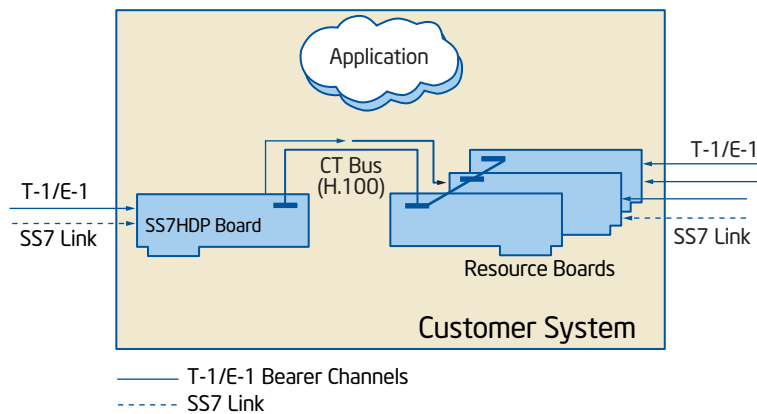 Application
T-1/E-1
SS7 Link
SS7HDP Board
CT Bus
(H.100)
T-1/E-1
SS7 Link
Resource Boards
Customer System
T-1/E-1 Bearer Channels
SS7 Link